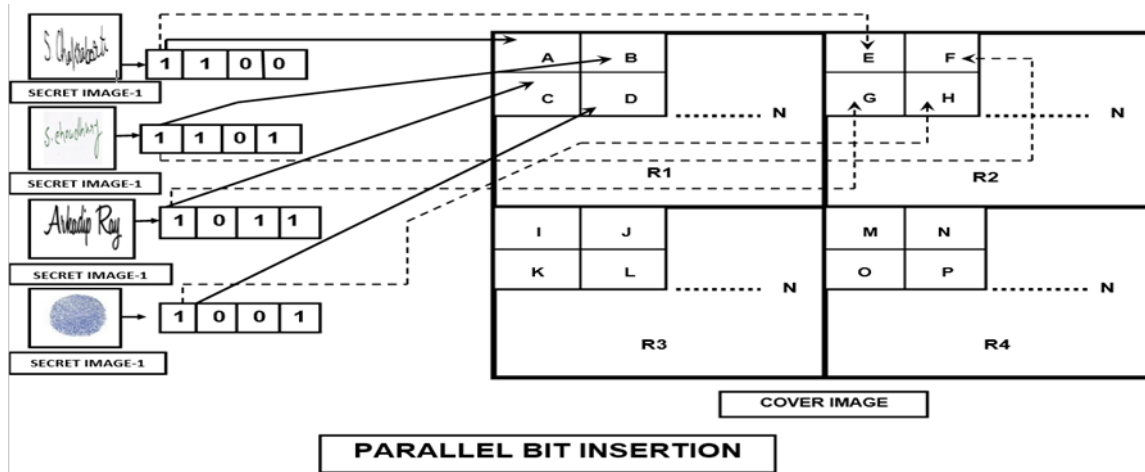 S. Chakraborti
1 1 0 0
SECRET IMAGE-1
S. Chowdhury
1 1 0 1
SECRET IMAGE-1
Arkadip Ray
1 0 1 1
SECRET IMAGE-1
1 0 0 1
SECRET IMAGE-1
A B
C D
N
R1
E F
G H
N
R2
I J
K L
N
R3
M N
O P
N
R4
COVER IMAGE
PARALLEL BIT INSERTION